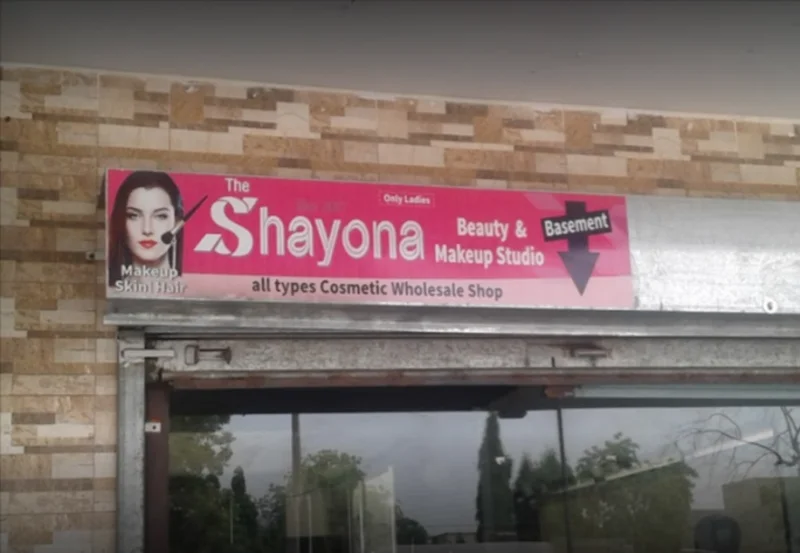 The
Only Ladies
Shayona
Beauty &
Makeup Studio
Basement
Makeup
Skin Hair
all types Cosmetic Wholesale Shop